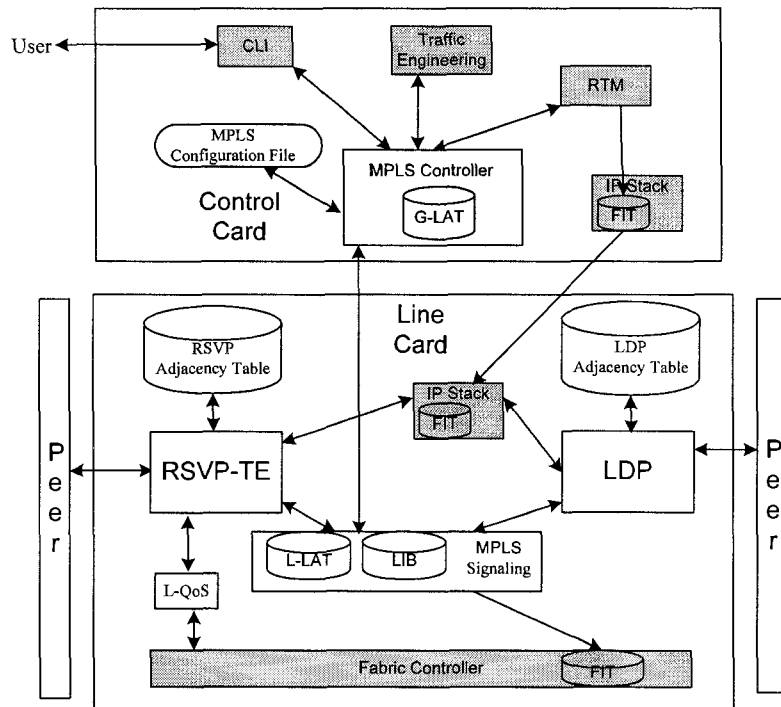 User
CLI
Traffic
Engineering
RTM
MPLS
Configuration File
MPLS Controller
G-LAT
IP Stack
FIT
Control
Card
Line
Card
RSVP
Adjacency Table
LDP
Adjacency Table
IP Stack
FIT
Peer
RSVP-TE
LDP
Peer
L-LAT
LIB
MPLS
Signaling
L-QoS
Fabric Controller
FIT